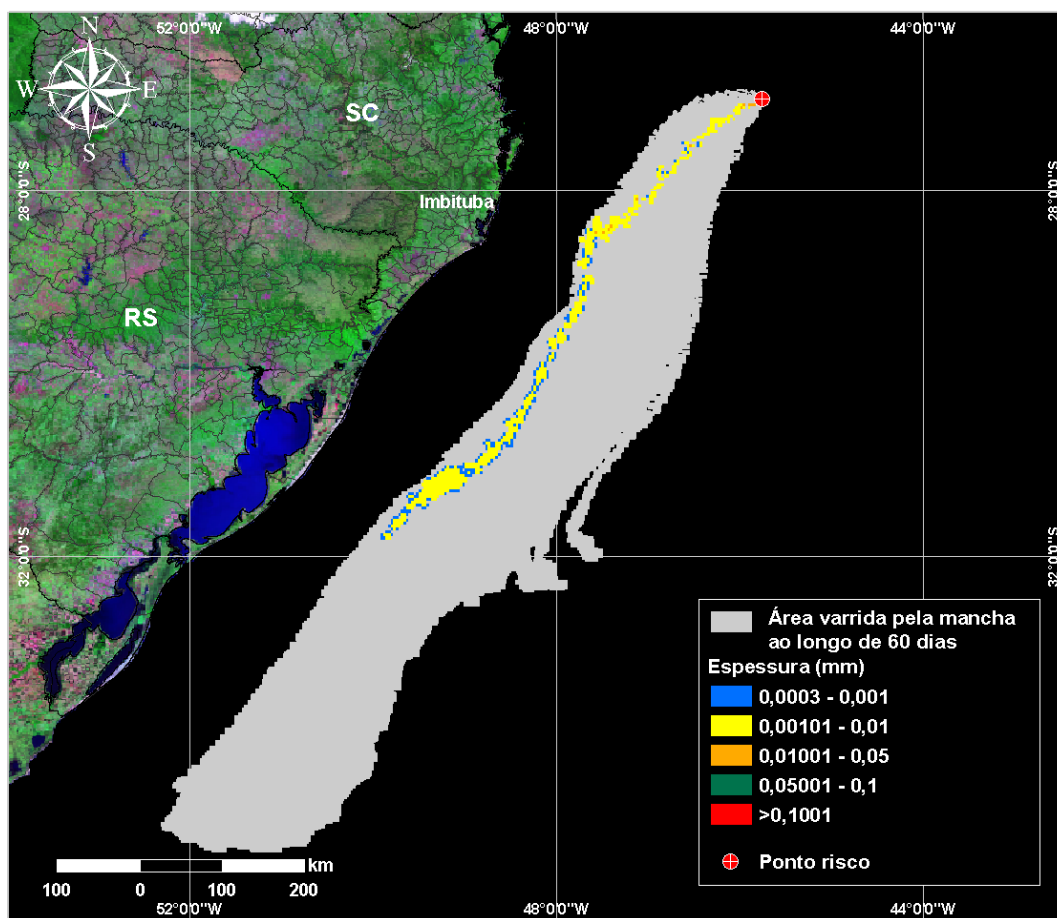 52°0'0"W
48°0'0"W
44°0'0"W
N
W
E
S
SC
28°0'0"S
Imbituba
28°0'0"S
RS
32°0'0"S
32°0'0"S
Área varrida pela mancha
ao longo de 60 dias
Espessura (mm)
0,0003 - 0,001
0,00101 - 0,01
0,01001 - 0,05
0,05001 - 0,1
>0,1001
Ponto risco
km
100
0
100
200
52°0'0"W
48°0'0"W
44°0'0"W